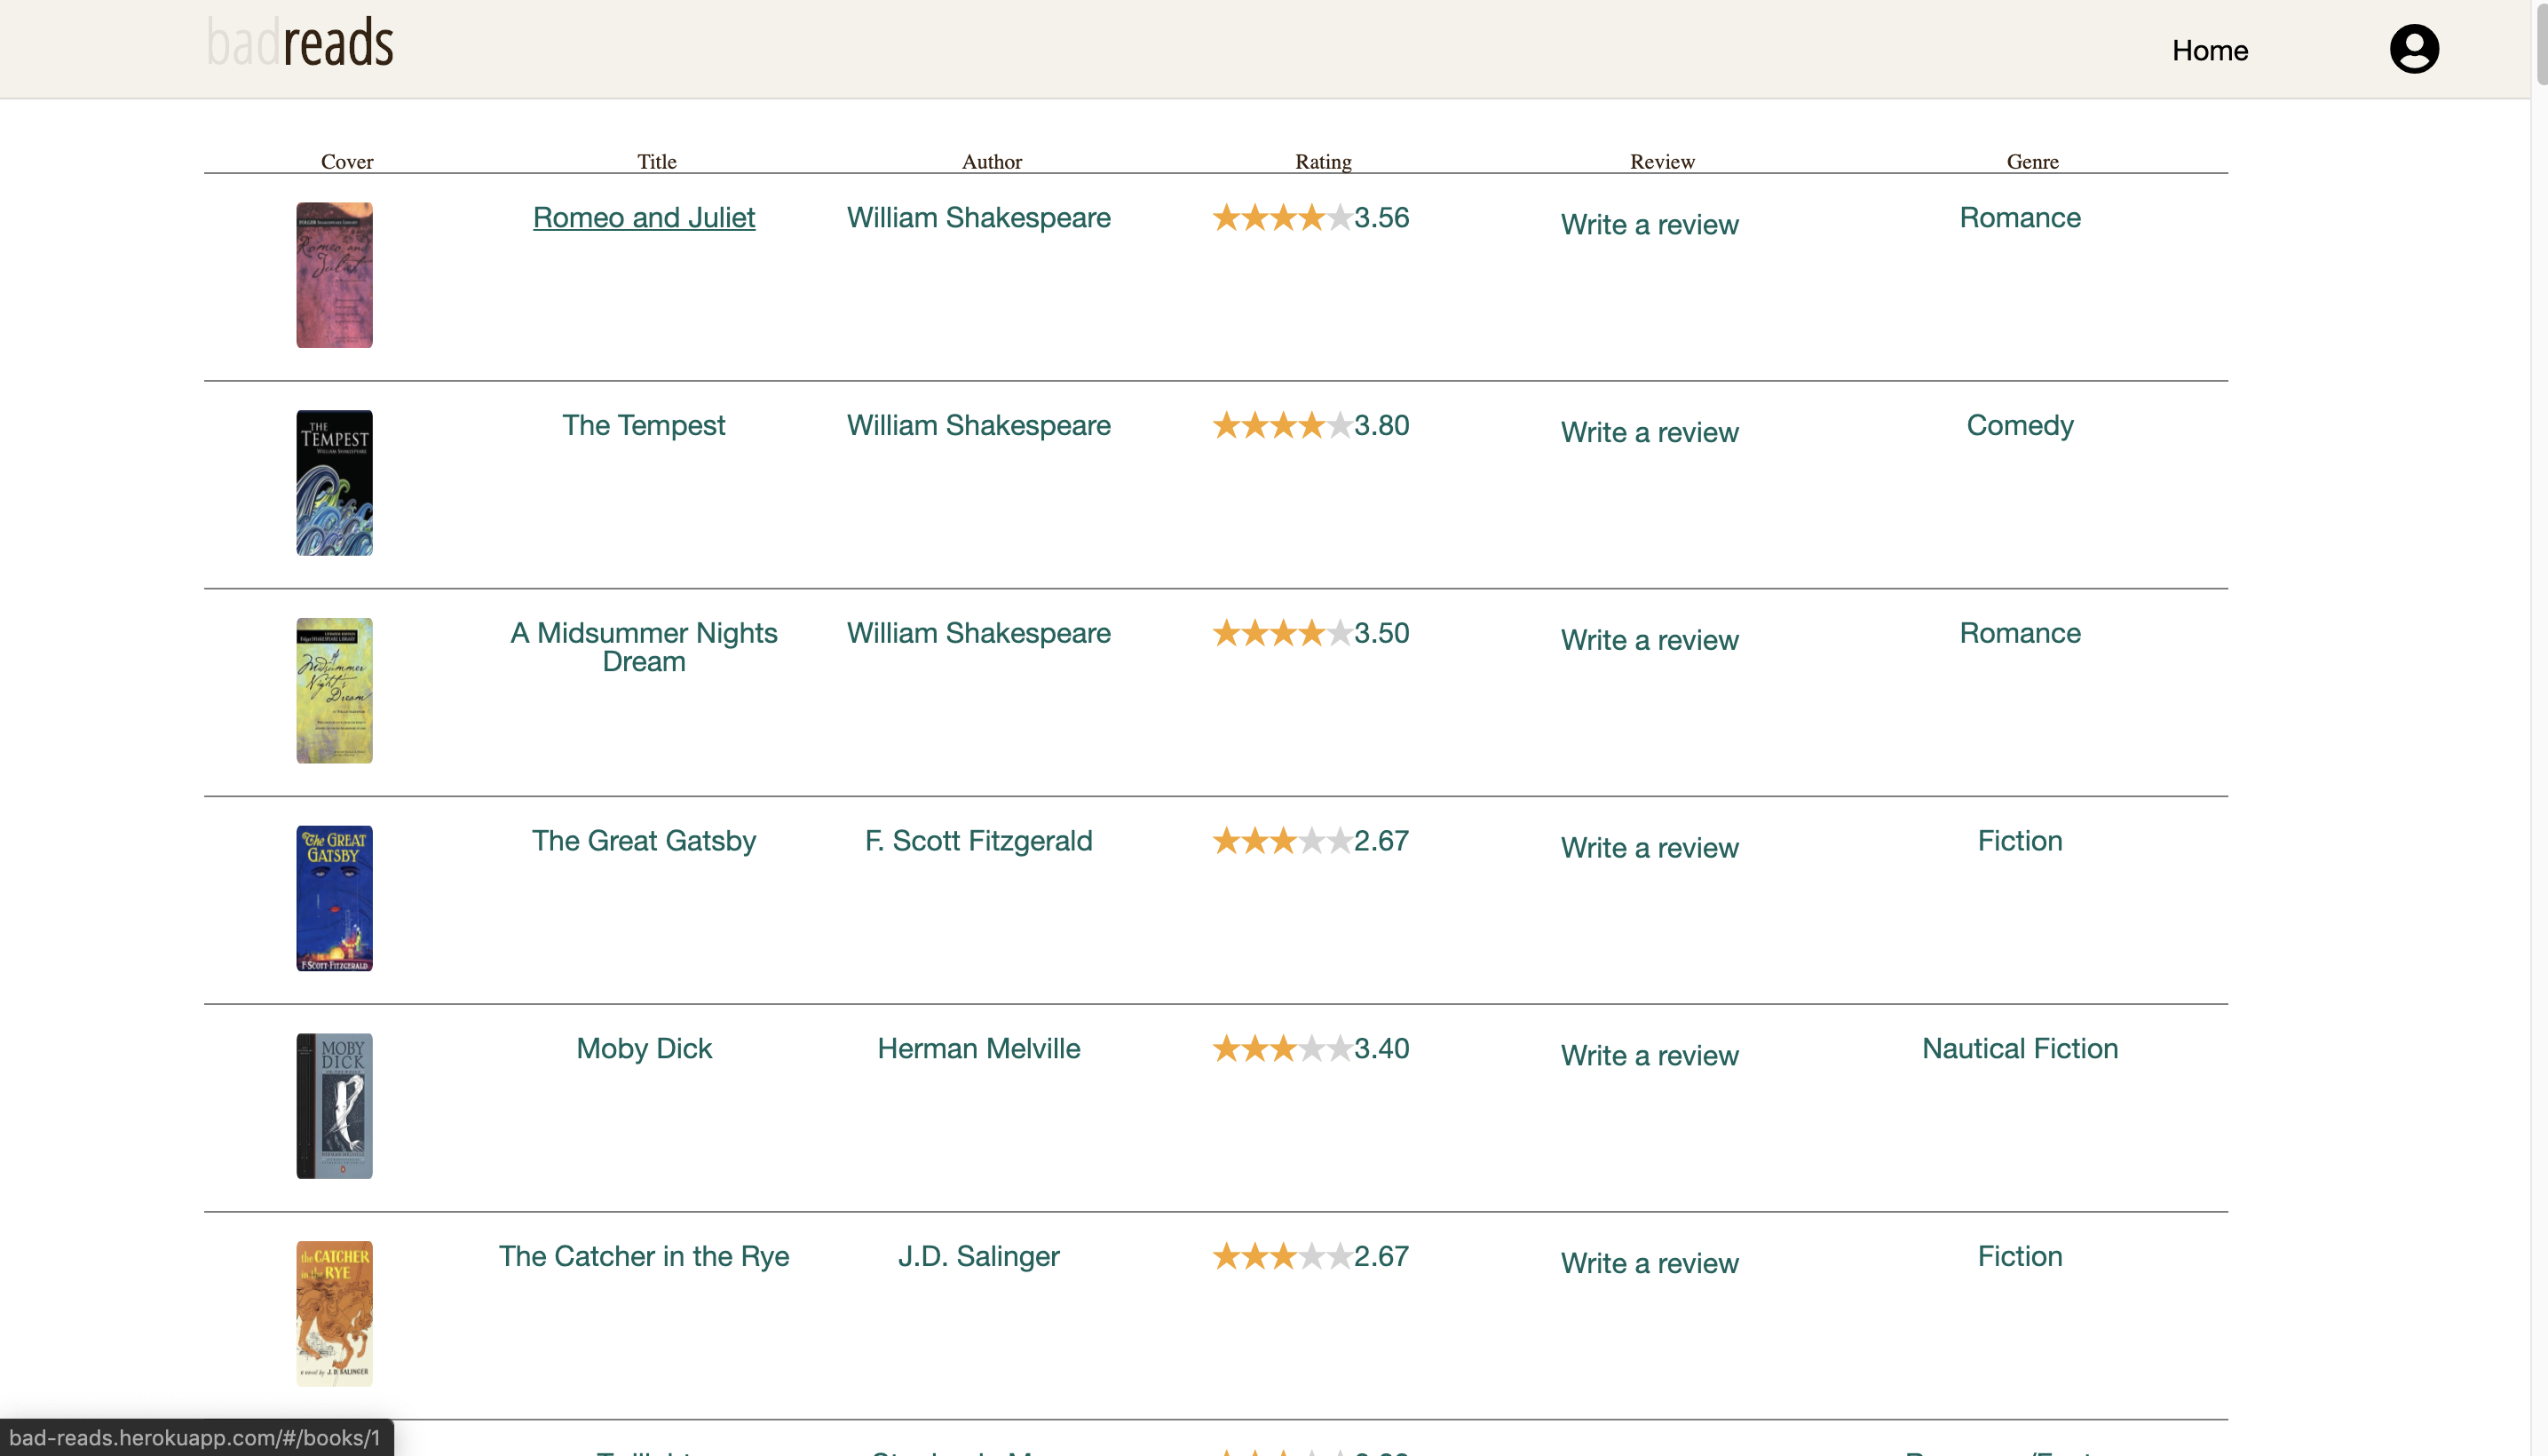 badreads
Home
Cover Title Author Rating Review Genre
Romeo and Juliet William Shakespeare 3.56 Write a review Romance
Romeo and
Juliet
The Tempest William Shakespeare 3.80 Write a review Comedy
THE
TEMPEST
WILLIAM SHAKESPEARE
A Midsummer Nights William Shakespeare 3.50 Write a review Romance
Dream
A
Midsummer
Night's
Dream
The Great Gatsby F. Scott Fitzgerald 2.67 Write a review Fiction
The GREAT
GATSBY
F·SCOTT·FITZGERALD
Moby Dick Herman Melville 3.40 Write a review Nautical Fiction
MOBY
DICK
HERMAN MELVILLE
The Catcher in the Rye J.D. Salinger 2.67 Write a review Fiction
the CATCHER
in the RYE
a novel by J. D. SALINGER
bad-reads.herokuapp.com/#/books/1